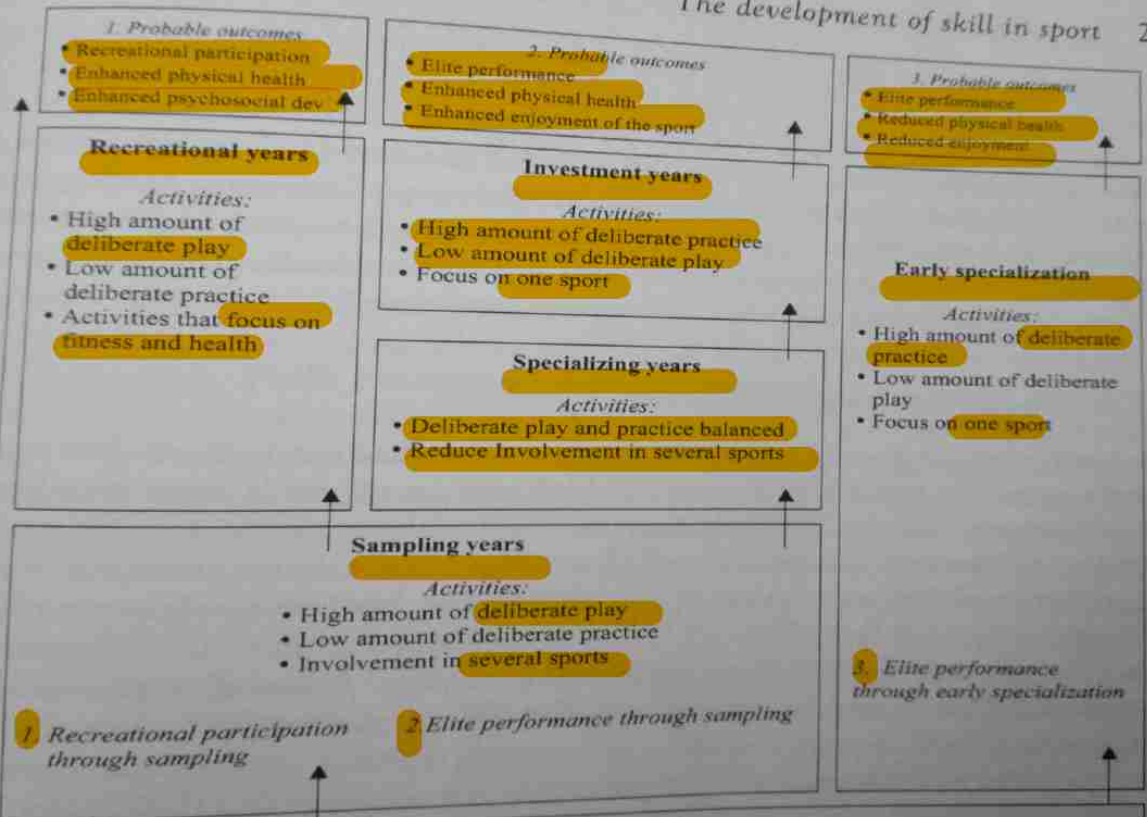 The development of skill in sport 2
1. Probable outcomes
• Recreational participation
• Enhanced physical health
• Enhanced psychosocial dev
2. Probable outcomes
• Elite performance
• Enhanced physical health
• Enhanced enjoyment of the sport
3. Probable outcomes
• Elite performance
• Reduced physical health
• Reduced enjoyment
Recreational years
Activities:
• High amount of
deliberate play
• Low amount of
deliberate practice
• Activities that focus on
fitness and health
Investment years
Activities:
• High amount of deliberate practice
• Low amount of deliberate play
• Focus on one sport
Specializing years
Activities:
• Deliberate play and practice balanced
• Reduce Involvement in several sports
Early specialization
Activities:
• High amount of deliberate
practice
• Low amount of deliberate
play
• Focus on one sport
Sampling years
Activities:
• High amount of deliberate play
• Low amount of deliberate practice
• Involvement in several sports
1. Recreational participation
through sampling
2. Elite performance through sampling
3. Elite performance
through early specialization